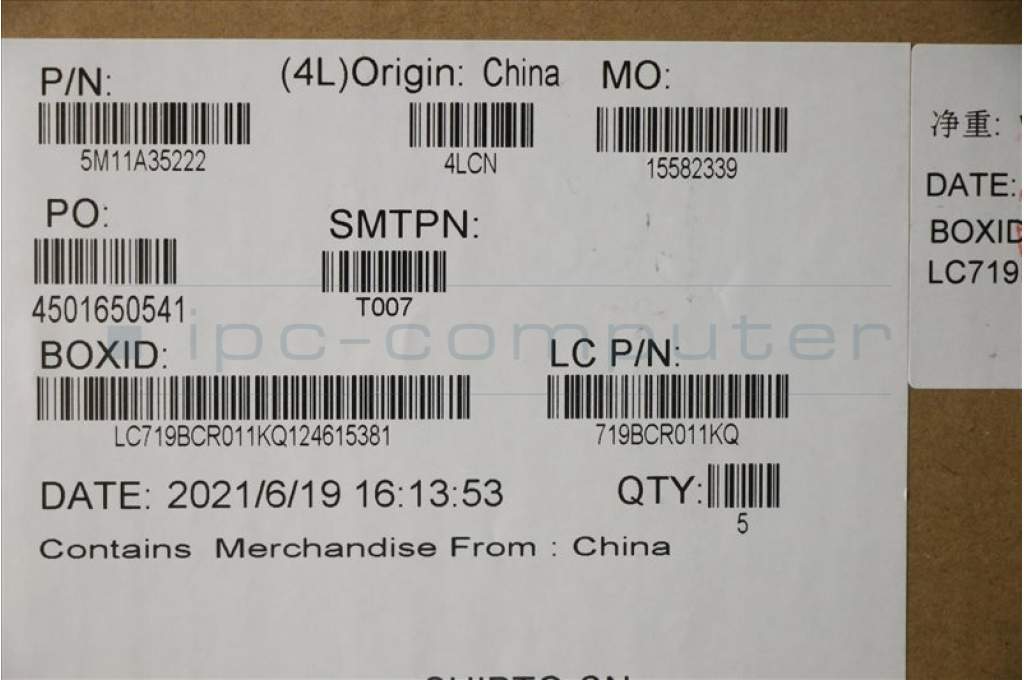 P/N:
(4L)Origin: China
MO:
5M11A35222
4LCN
15582339
PO:
SMTPN:
4501650541
T007
ipc-computer
BOXID:
LC P/N:
LC719BCR011KQ124615381
719BCR011KQ
DATE: 2021/6/19 16:13:53
QTY:
5
Contains Merchandise From : China
净重:
DATE:
BOXID
LC719